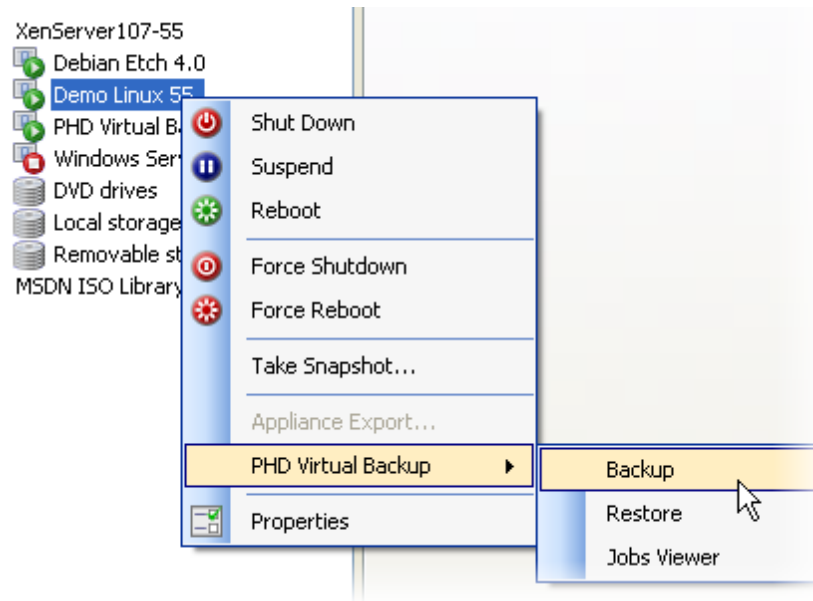 XenServer107-55
Debian Etch 4.0
Demo Linux 55
PHD Virtual
Windows
DVD drives
Local storage
Removable
MSDN ISO Library
Shut Down
Suspend
Reboot
Force Shutdown
Force Reboot
Take Snapshot...
Appliance Export...
PHD Virtual Backup
Properties
Backup
Restore
Jobs Viewer